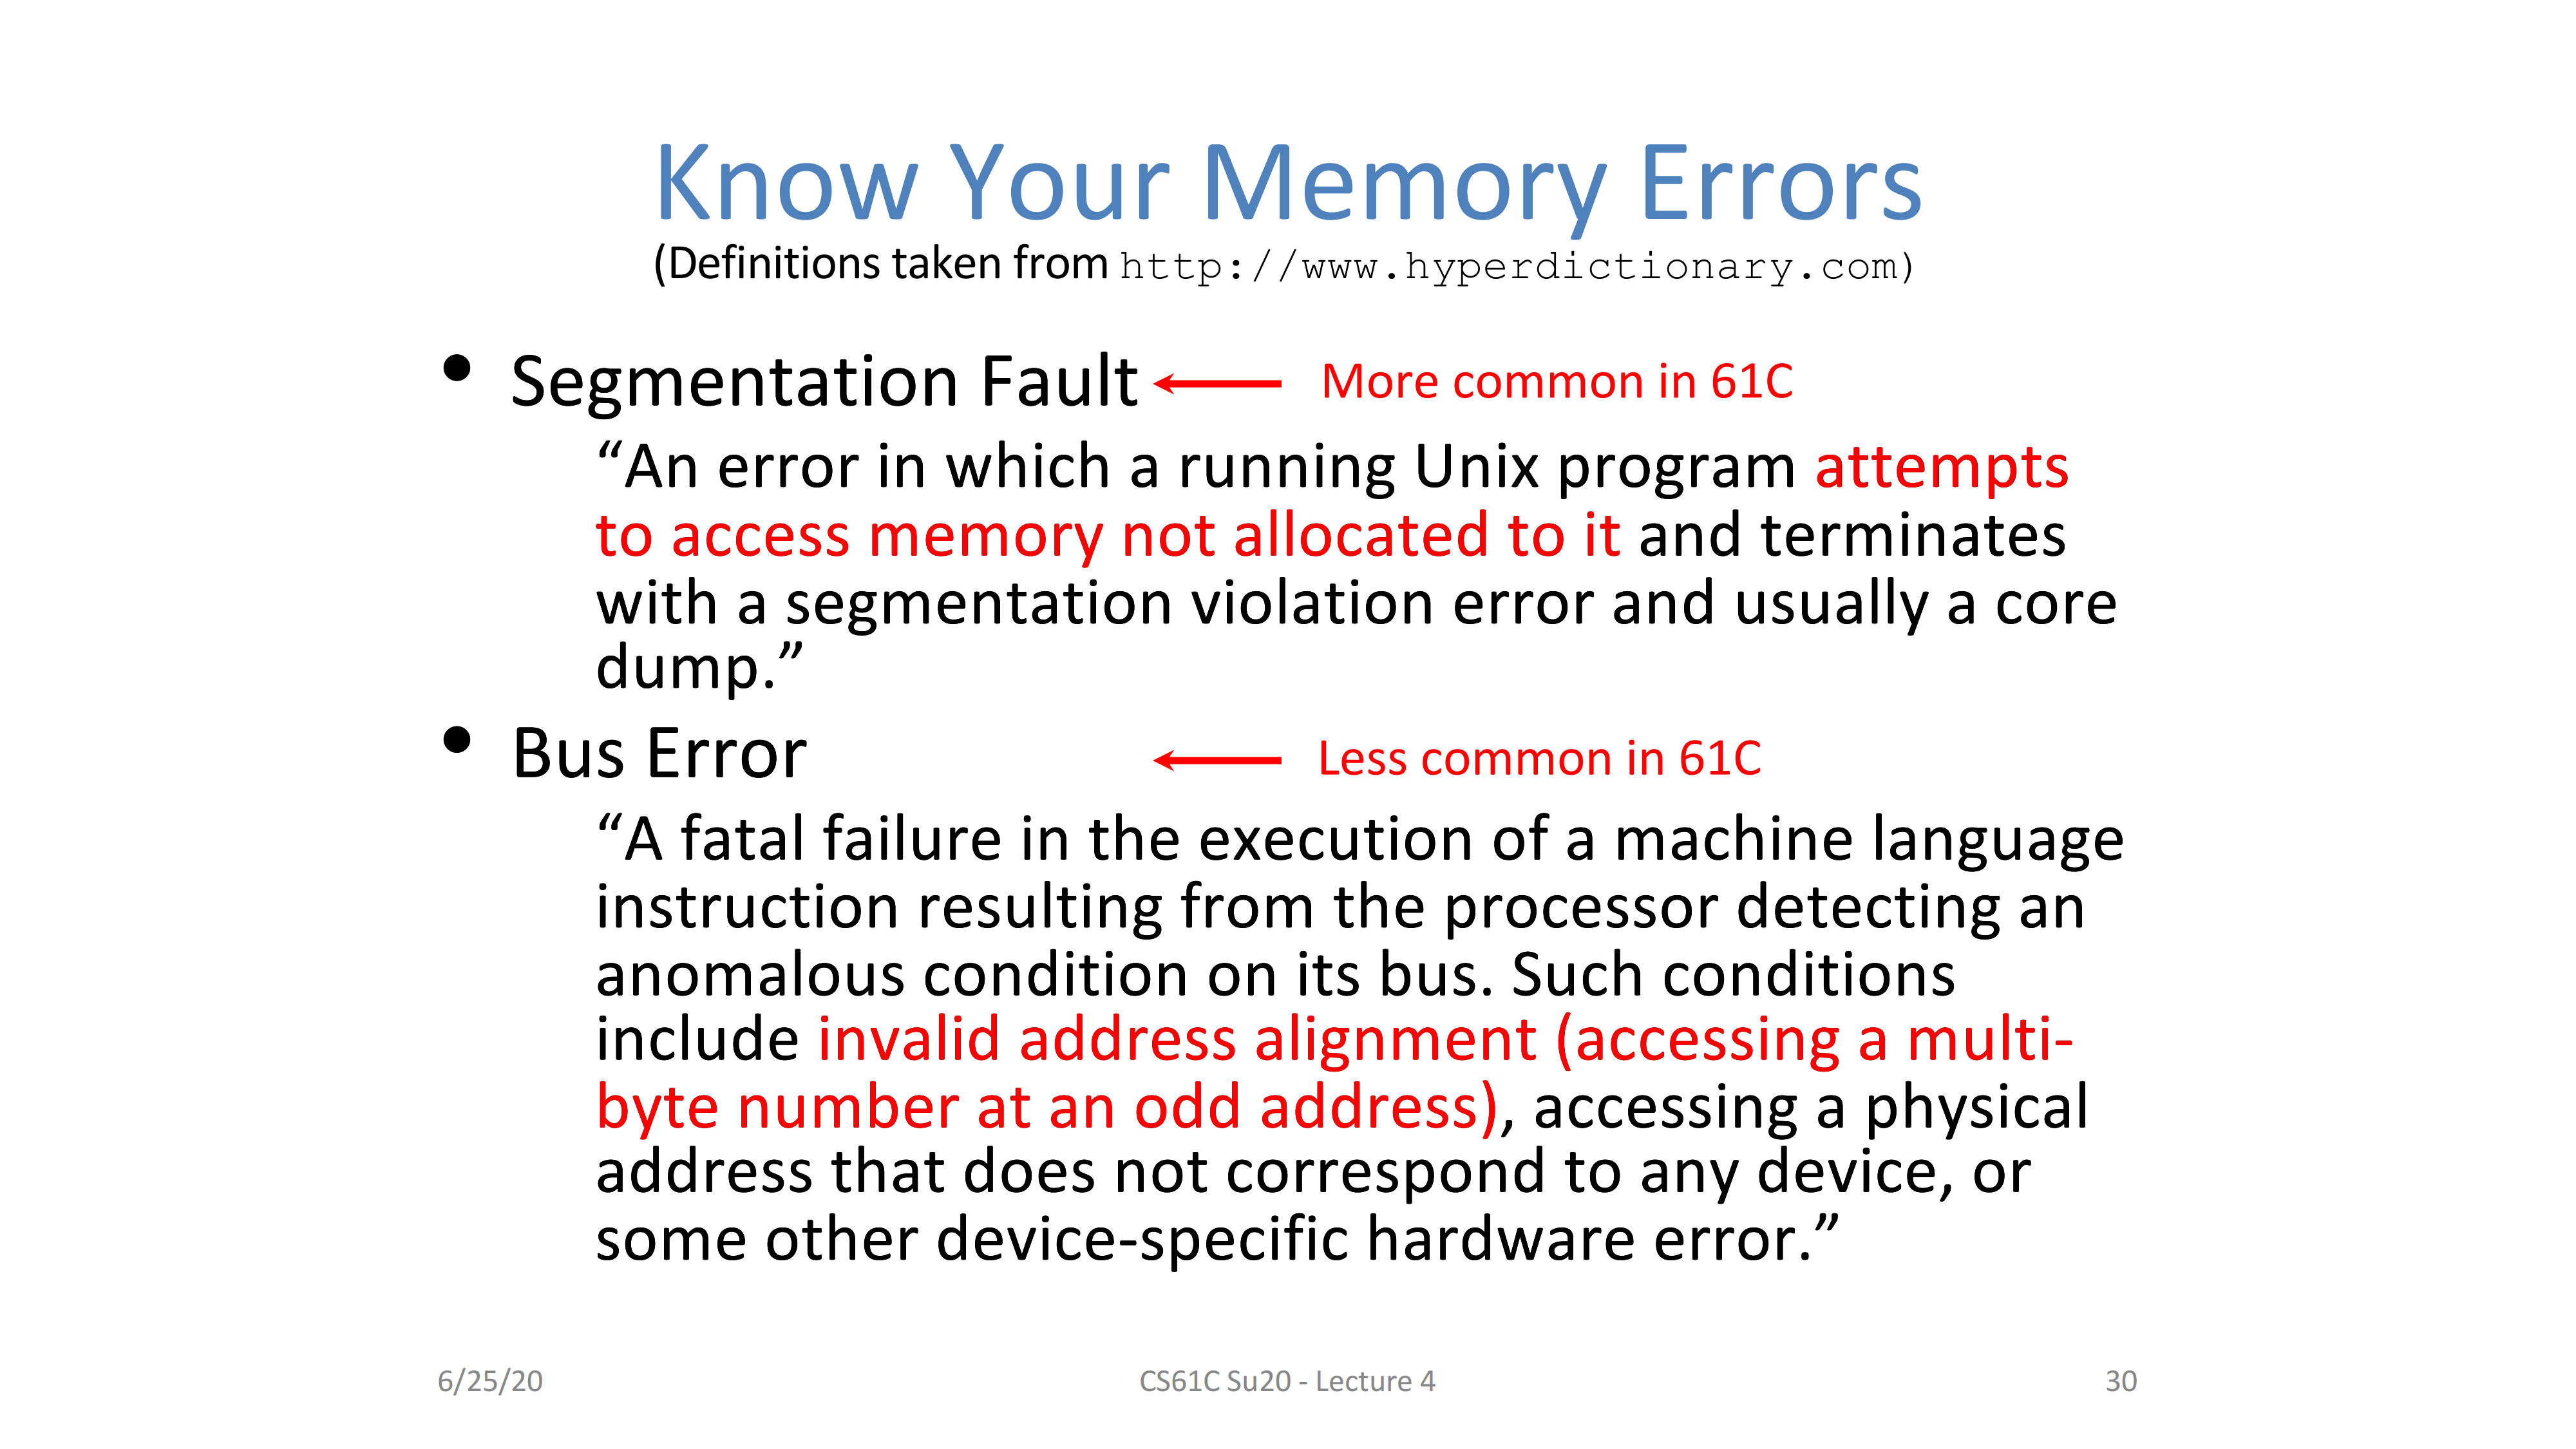 Know Your Memory Errors
(Definitions taken from http://www.hyperdictionary.com)
• Segmentation Fault
More common in 61C
“An error in which a running Unix program attempts
to access memory not allocated to it and terminates
with a segmentation violation error and usually a core
dump.”
• Bus Error
Less common in 61C
“A fatal failure in the execution of a machine language
instruction resulting from the processor detecting an
anomalous condition on its bus. Such conditions
include invalid address alignment (accessing a multi-
byte number at an odd address), accessing a physical
address that does not correspond to any device, or
some other device-specific hardware error.”
6/25/20
CS61C Su20 - Lecture 4
30